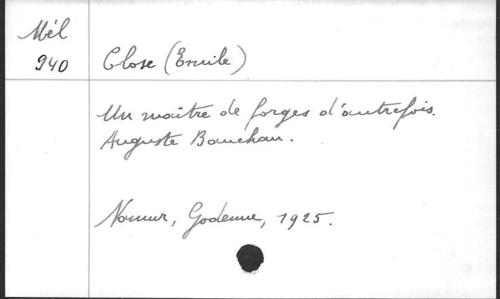 Mél
940
Close (Emile)
Un maître de forges d'autrefois.
Auguste Bauchau.
Namur, Godenne, 1925.